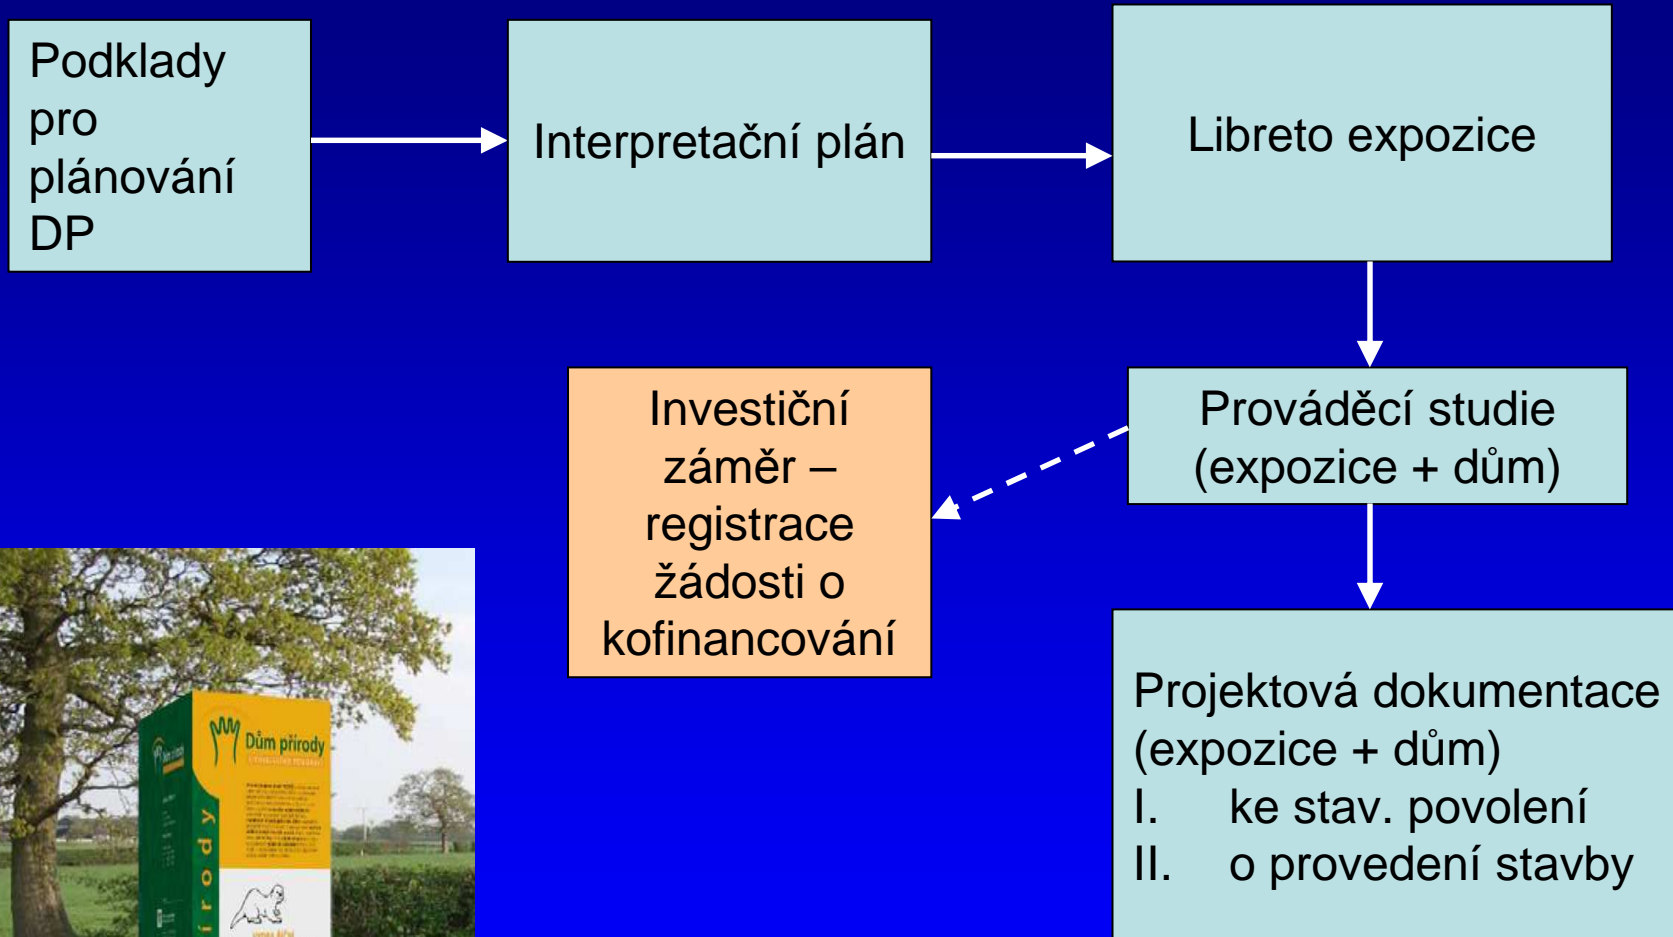 Podklady
pro
plánování
DP
Interpretační plán
Libreto expozice
Investiční
záměr –
registrace
žádosti o
kofinancování
Prováděcí studie
(expozice + dům)
Projektová dokumentace
(expozice + dům)
I. ke stav. povolení
II. o provedení stavby
Dům přírody